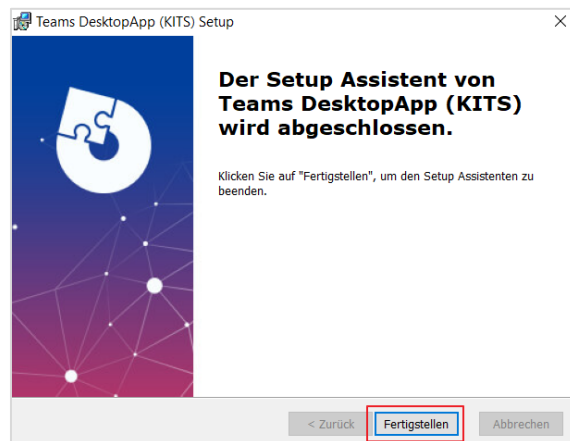 Teams DesktopApp (KITS) Setup
Der Setup Assistent von
Teams DesktopApp (KITS)
wird abgeschlossen.
Klicken Sie auf "Fertigstellen", um den Setup Assistenten zu
beenden.
< Zurück Fertigstellen Abbrechen